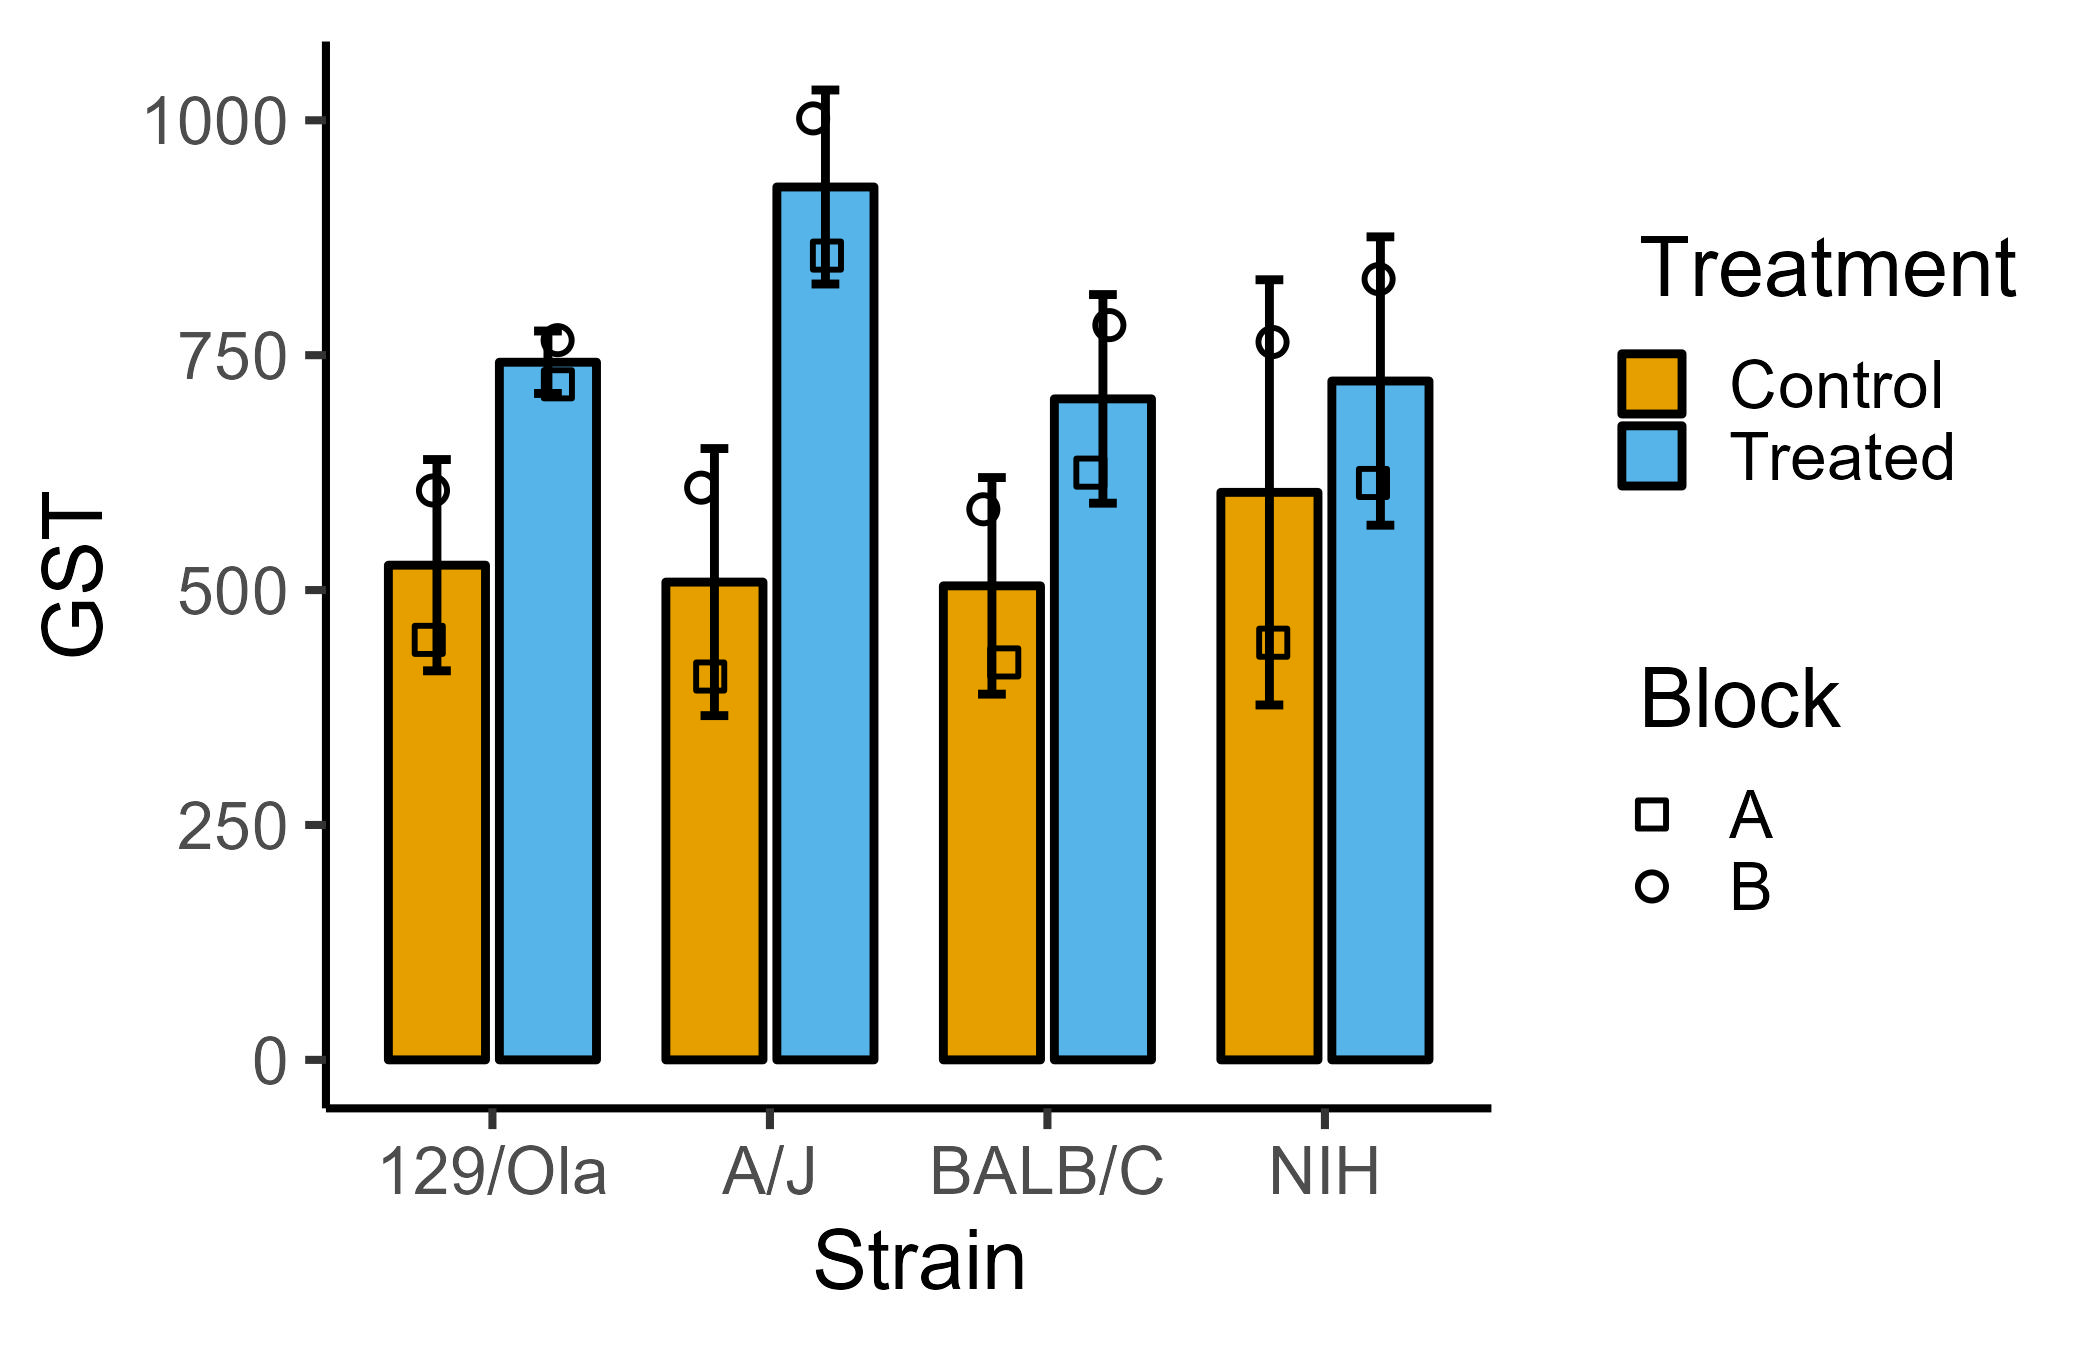 1000
750
500
250
0
GST
129/Ola A/J BALB/C NIH
Strain
Treatment
Control
Treated
Block
A
B